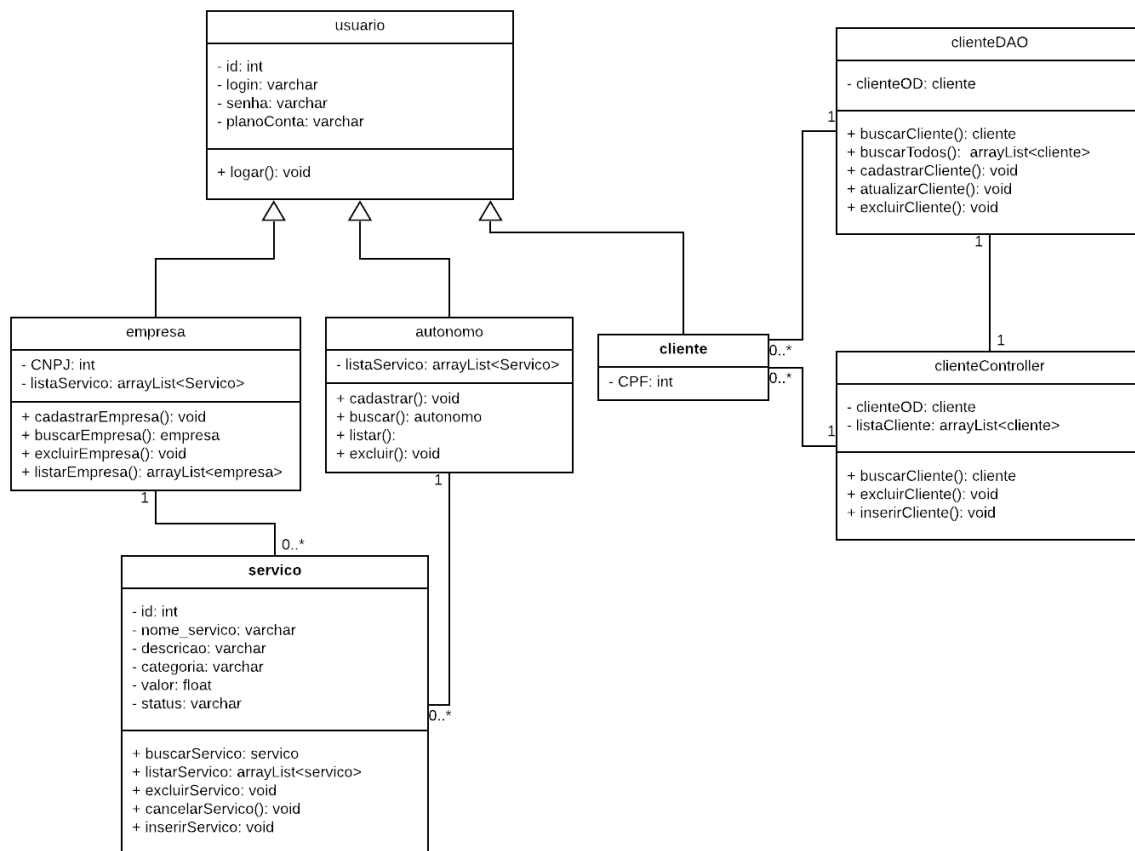 usuario
- id: int
- login: varchar
- senha: varchar
- planoConta: varchar
+ logar(): void
clienteDAO
- clienteOD: cliente
+ buscarCliente(): cliente
+ buscarTodos():  arrayList<cliente>
+ cadastrarCliente(): void
+ atualizarCliente(): void
+ excluirCliente(): void
1
1
1
empresa
- CNPJ: int
- listaServico: arrayList<Servico>
+ cadastrarEmpresa(): void
+ buscarEmpresa(): empresa
+ excluirEmpresa(): void
+ listarEmpresa(): arrayList<empresa>
1
0..*
autonomo
- listaServico: arrayList<Servico>
+ cadastrar(): void
+ buscar(): autonomo
+ listar():
+ excluir(): void
1
0..*
cliente
- CPF: int
0..*
0..*
1
clienteController
- clienteOD: cliente
- listaCliente: arrayList<cliente>
+ buscarCliente(): cliente
+ excluirCliente(): void
+ inserirCliente(): void
servico
- id: int
- nome_servico: varchar
- descricao: varchar
- categoria: varchar
- valor: float
- status: varchar
+ buscarServico: servico
+ listarServico: arrayList<servico>
+ excluirServico: void
+ cancelarServico(): void
+ inserirServico: void